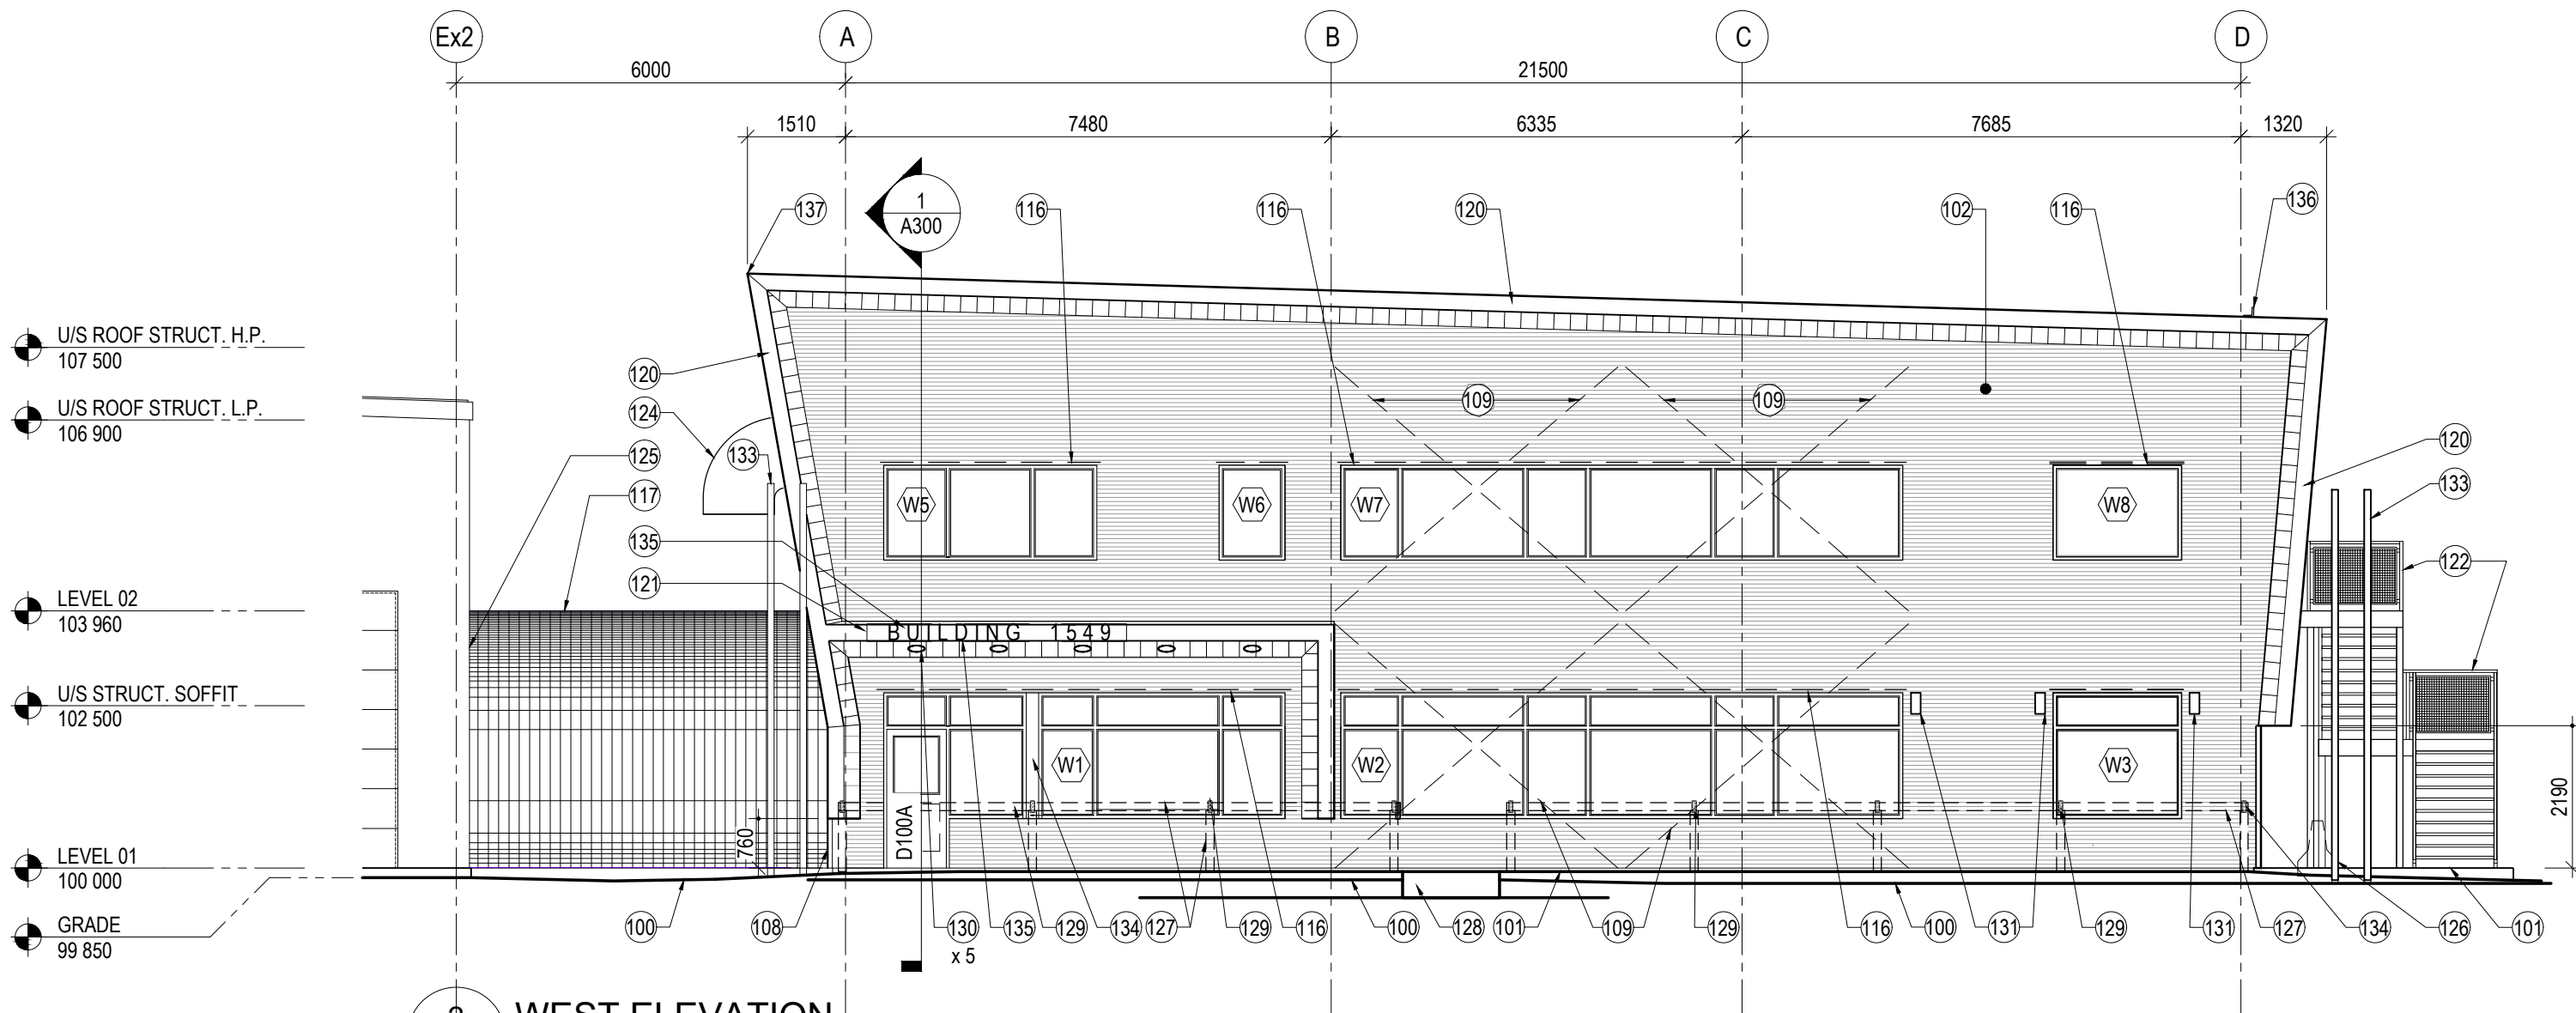 Ex2 A B C D
6000 21500
1510 7480 6335 7685 1320
137 1 116 116 120 102 116 136
A300
U/S ROOF STRUCT. H.P.
107 500
120
U/S ROOF STRUCT. L.P.
106 900
124 109 109
125 133 120
117 W5 W6 W7 W8 133
135
121 122
LEVEL 02
103 960
BUILDING 1549
U/S STRUCT. SOFFIT
102 500
W1 W2 W3
D100A
760
2190
LEVEL 01
100 000
GRADE
99 850
100 108 130 135 129 134 127 129 116 100 128 101 109 129 116 100 131 129 131 127 134 126 101
x 5
WEST ELEVATION